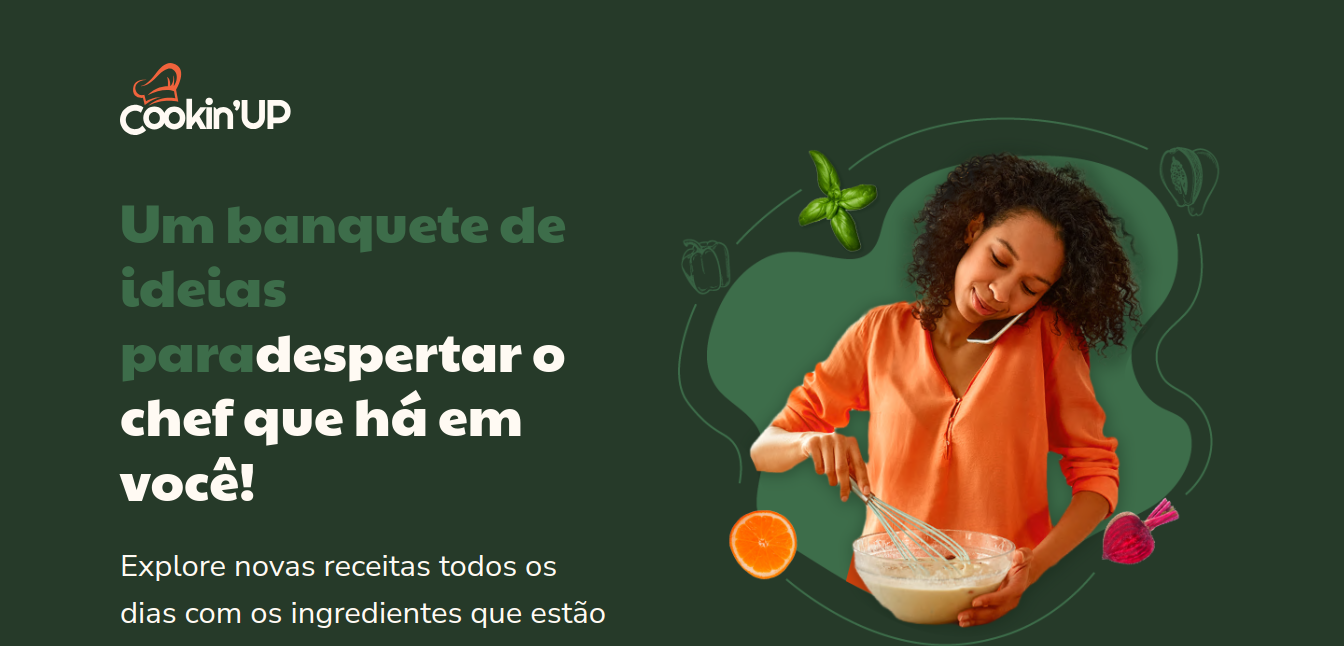 Cookin'UP
Um banquete de
ideias
paradespertar o
chef que há em
você!
Explore novas receitas todos os
dias com os ingredientes que estão